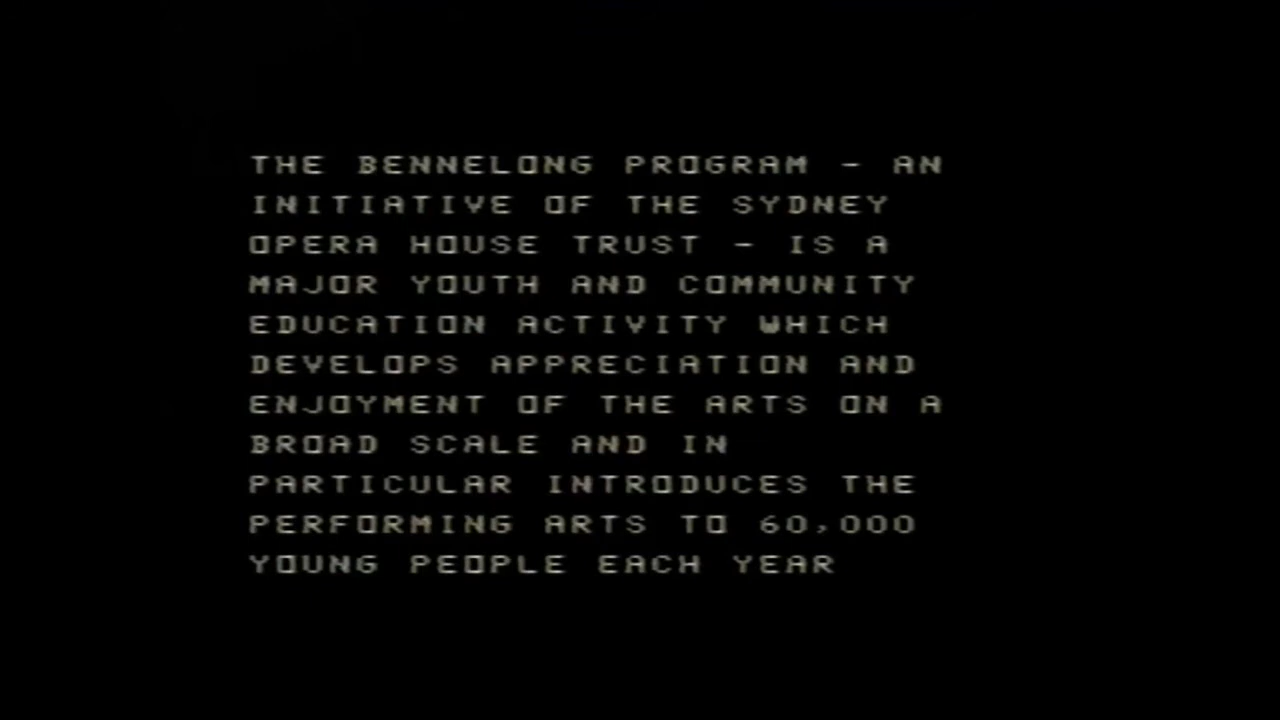 THE BENNELONG PROGRAM - AN
INITIATIVE OF THE SYDNEY
OPERA HOUSE TRUST - IS A
MAJOR YOUTH AND COMMUNITY
EDUCATION ACTIVITY WHICH
DEVELOPS APPRECIATION AND
ENJOYMENT OF THE ARTS ON A
BROAD SCALE AND IN
PARTICULAR INTRODUCES THE
PERFORMING ARTS TO 60,000
YOUNG PEOPLE EACH YEAR